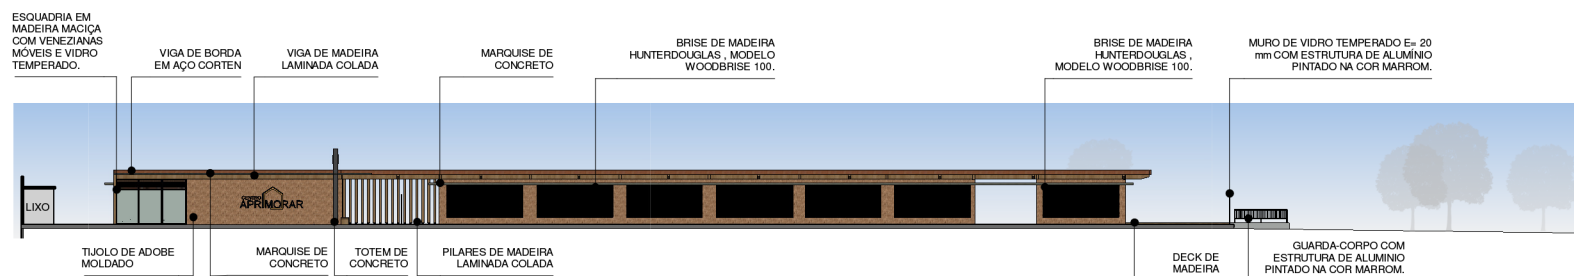 ESQUADRIA EM
MADEIRA MACIÇA
COM VENEZIANAS
MÓVEIS E VIDRO
TEMPERADO.
VIGA DE BORDA
EM AÇO CORTEN
VIGA DE MADEIRA
LAMINADA COLADA
MARQUISE DE
CONCRETO
BRISE DE MADEIRA
HUNTERDOUGLAS , MODELO
WOODBRISE 100.
BRISE DE MADEIRA
HUNTERDOUGLAS ,
MODELO WOODBRISE 100.
MURO DE VIDRO TEMPERADO E= 20
mm COM ESTRUTURA DE ALUMÍNIO
PINTADO NA COR MARROM.
LIXO
CENTRO
APRIMORAR
TIJOLO DE ADOBE
MOLDADO
MARQUISE DE
CONCRETO
TOTEM DE
CONCRETO
PILARES DE MADEIRA
LAMINADA COLADA
DECK DE
MADEIRA
GUARDA-CORPO COM
ESTRUTURA DE ALUMINIO
PINTADO NA COR MARROM.